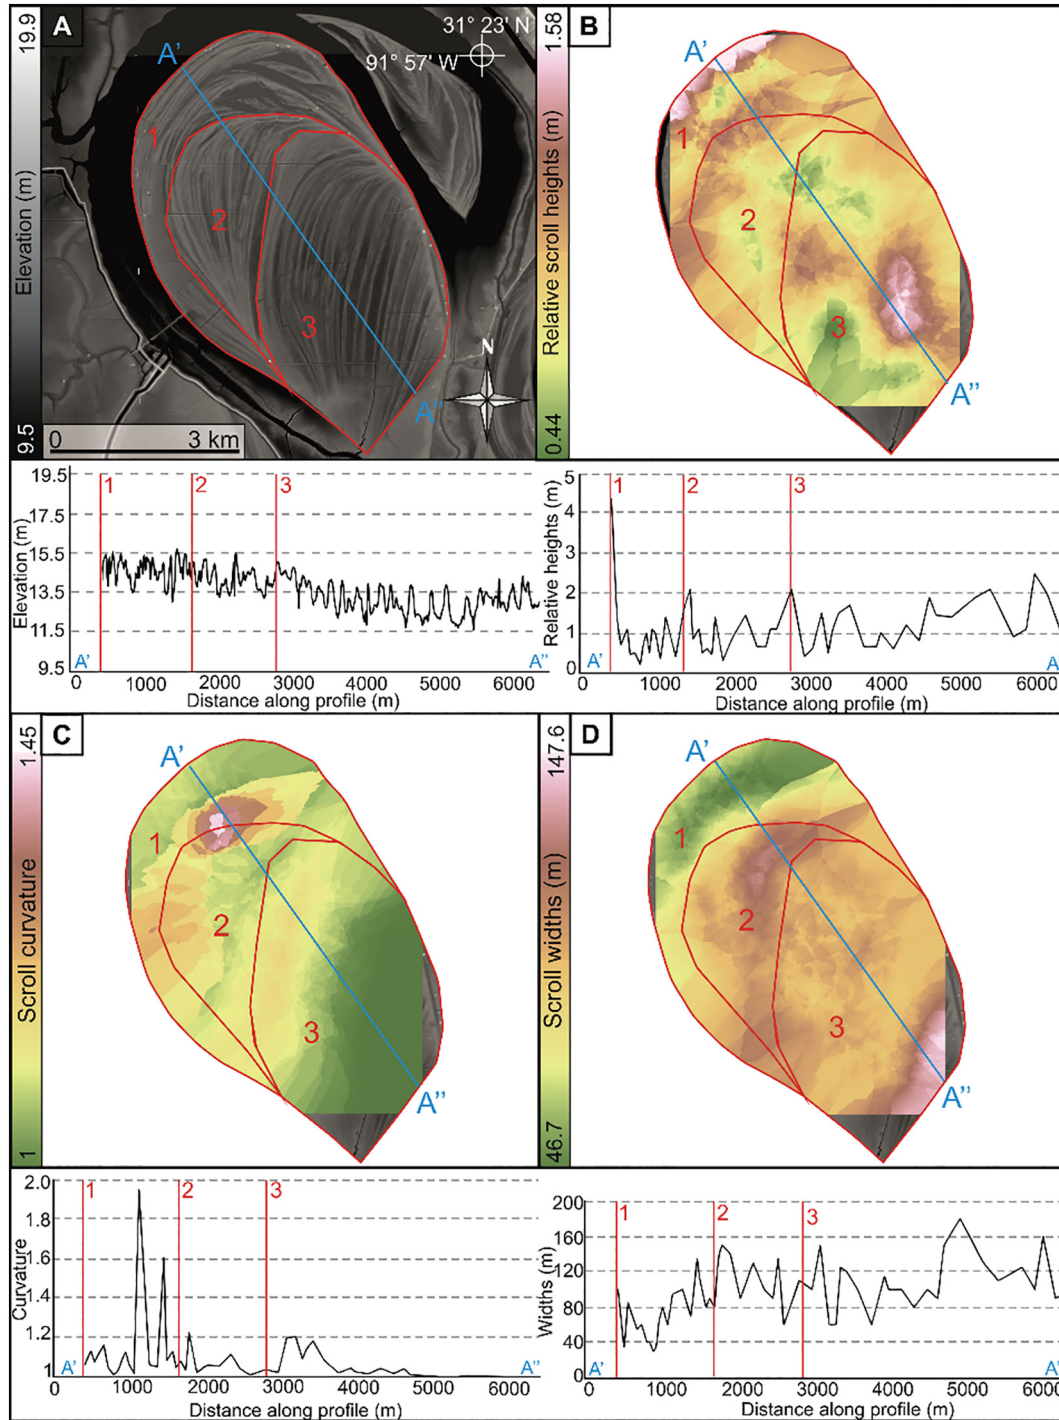 A
B
19.9
Elevation (m)
9.5
A'
31° 23' N
91° 57' W
1
2
3
N
A''
0 3 km
1.58
Relative scroll heights (m)
0.44
A'
1
2
3
A''
19.5
17.5
15.5
13.5
11.5
9.5
Elevation (m)
1
2
3
A'
A''
0 1000 2000 3000 4000 5000 6000
Distance along profile (m)
5
4
3
2
1
0
Relative heights (m)
1
2
3
A'
A'
0 1000 2000 3000 4000 5000 6000
Distance along profile (m)
C
D
1.45
Scroll curvature
1
A'
1
2
3
A''
147.6
Scroll widths (m)
46.7
A'
1
2
3
A''
2.0
1.8
1.6
1.4
1.2
1
Curvature
1
2
3
A'
A''
0 1000 2000 3000 4000 5000 6000
Distance along profile (m)
200
160
120
80
40
0
Widths (m)
1
2
3
A'
A'
0 1000 2000 3000 4000 5000 6000
Distance along profile (m)